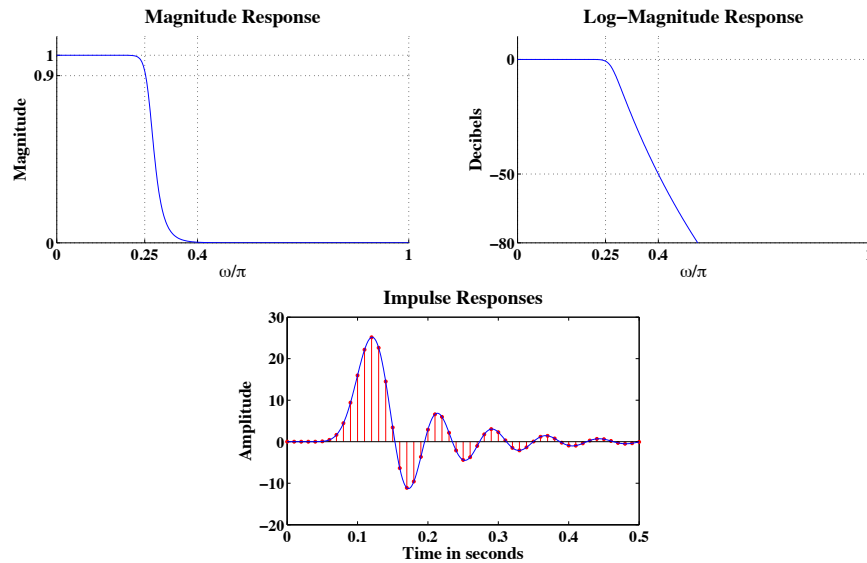 Magnitude Response
Magnitude
1
0.9
0
0 0.25 0.4 1
ω/π
Log−Magnitude Response
Decibels
0
−50
−80
0 0.25 0.4 1
ω/π
Impulse Responses
Amplitude
30
20
10
0
−10
−20
0 0.1 0.2 0.3 0.4 0.5
Time in seconds